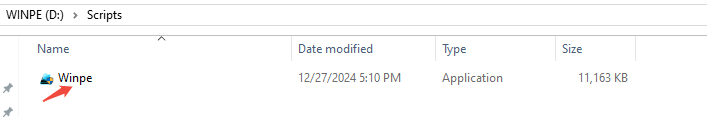 WINPE (D:) > Scripts
Name Date modified Type Size
Winpe 12/27/2024 5:10 PM Application 11,163 KB